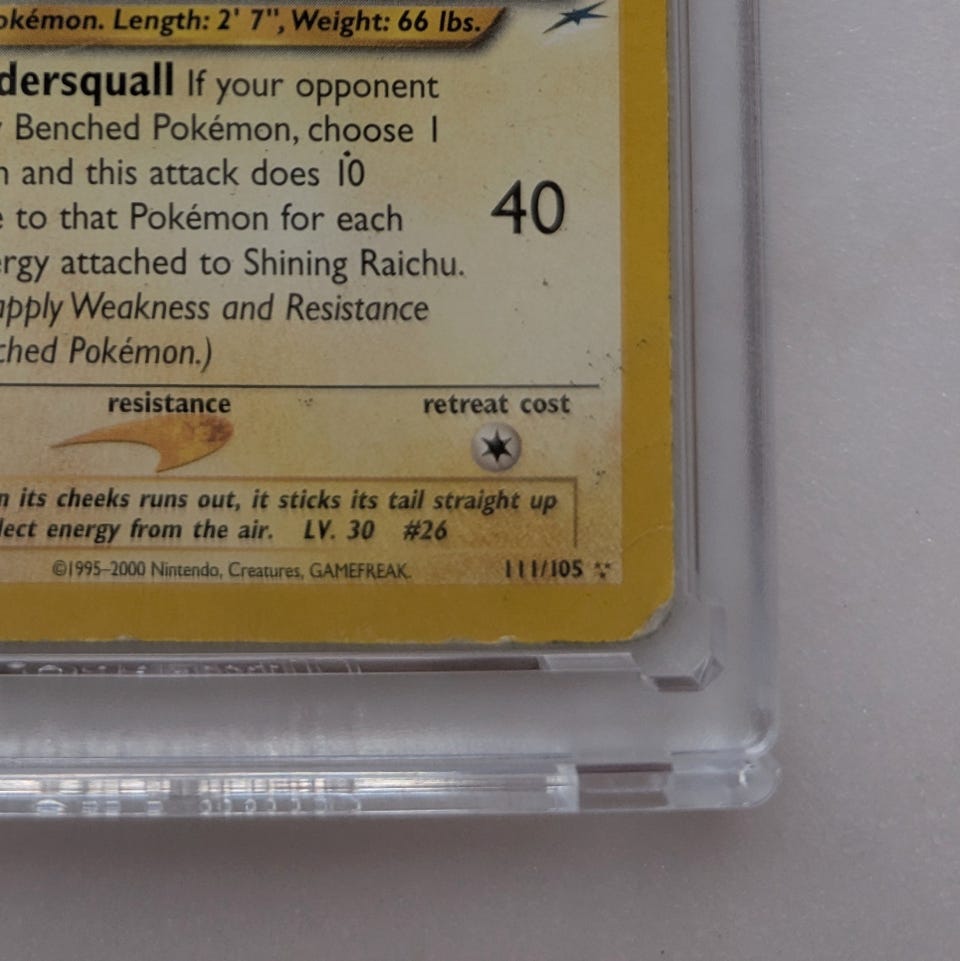 okémon. Length: 2' 7", Weight: 66 lbs.
dersquall If your opponent
y Benched Pokémon, choose 1
n and this attack does 10
e to that Pokémon for each 40
ergy attached to Shining Raichu.
apply Weakness and Resistance
ched Pokémon.)
resistance retreat cost
n its cheeks runs out, it sticks its tail straight up
lect energy from the air. LV. 30 #26
©1995–2000 Nintendo, Creatures, GAMEFREAK. 111/105